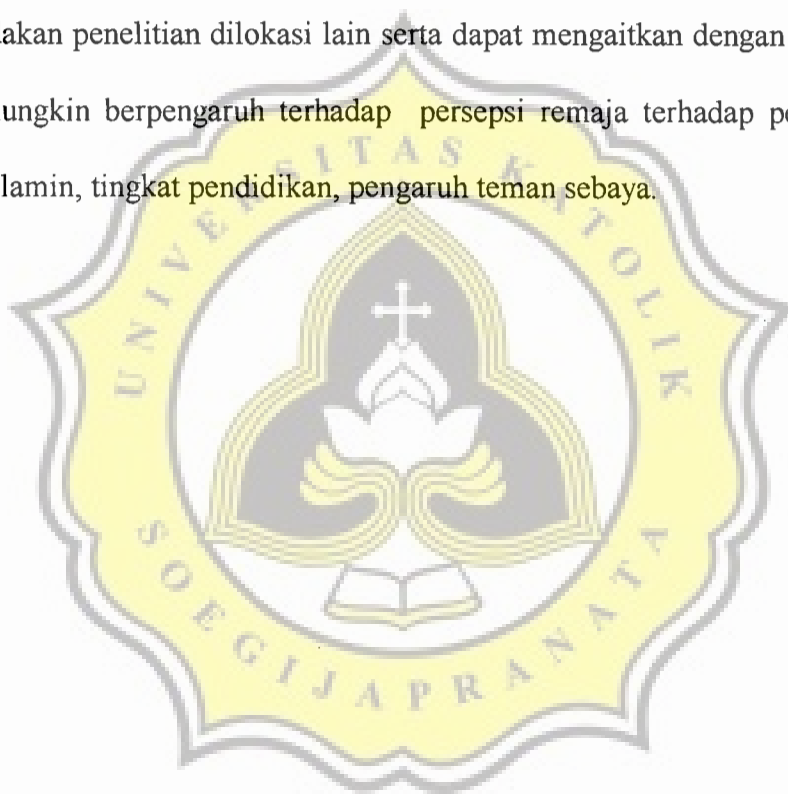 akan penelitian dilokasi lain serta dapat mengaitkan dengan
ungkin berpengaruh terhadap persepsi remaja terhadap pe
lamin, tingkat pendidikan, pengaruh teman sebaya.
UNIVERSITAS KATOLIK
SOEGIJAPRANATA